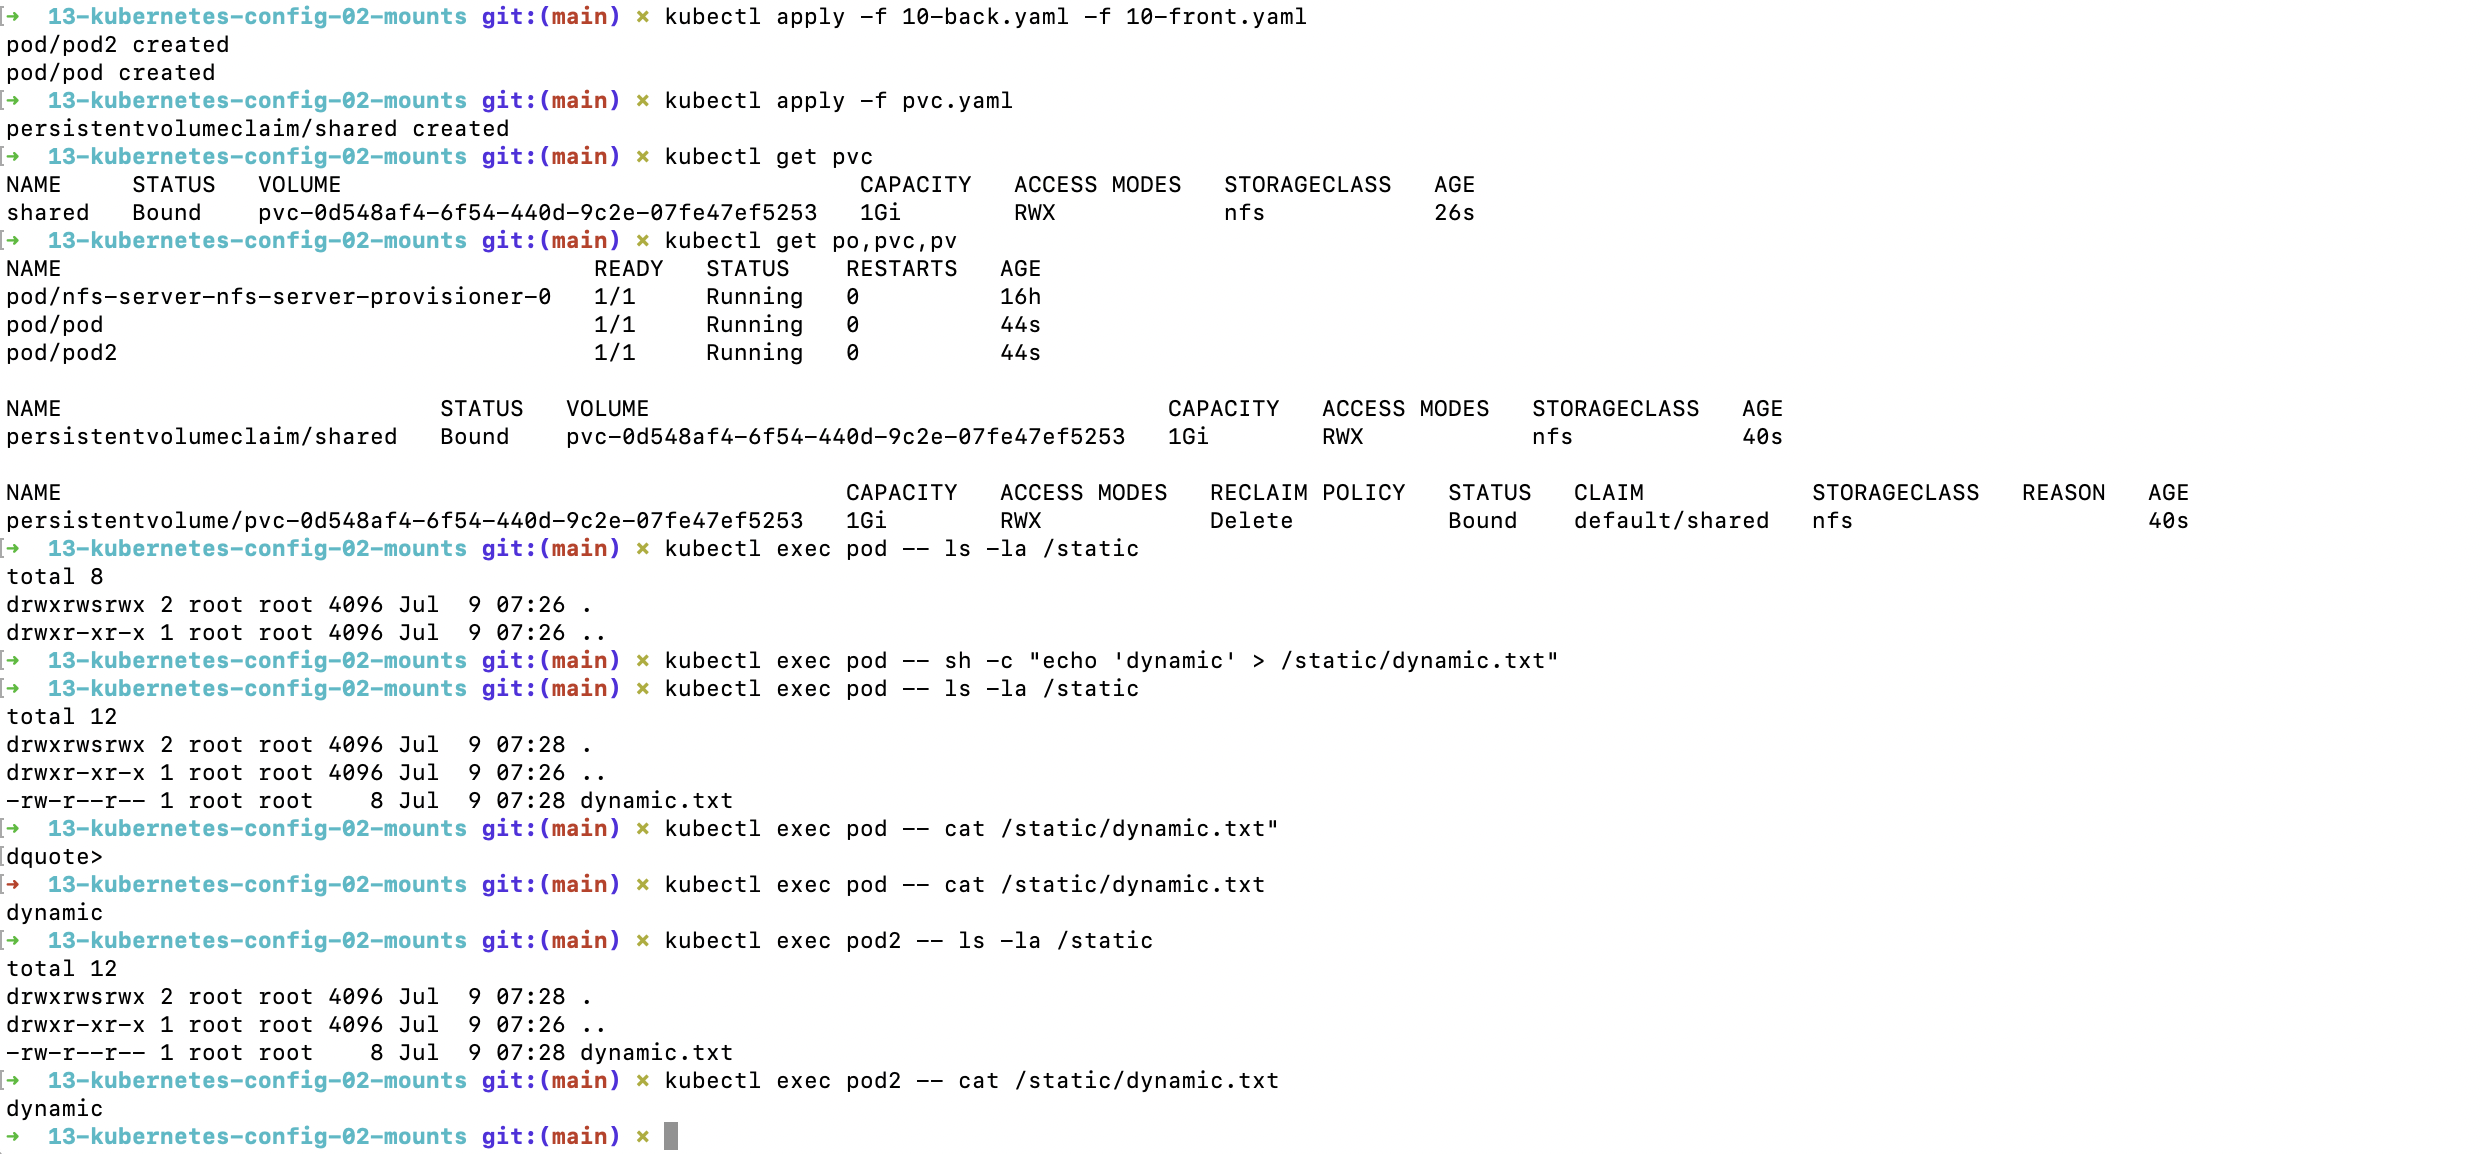 ➜  13-kubernetes-config-02-mounts git:(main) ✗ kubectl apply -f 10-back.yaml -f 10-front.yaml
pod/pod2 created
pod/pod created
➜  13-kubernetes-config-02-mounts git:(main) ✗ kubectl apply -f pvc.yaml
persistentvolumeclaim/shared created
➜  13-kubernetes-config-02-mounts git:(main) ✗ kubectl get pvc
NAME     STATUS   VOLUME                                     CAPACITY   ACCESS MODES   STORAGECLASS   AGE
shared   Bound    pvc-0d548af4-6f54-440d-9c2e-07fe47ef5253   1Gi        RWX            nfs            26s
➜  13-kubernetes-config-02-mounts git:(main) ✗ kubectl get po,pvc,pv
NAME                                      READY   STATUS    RESTARTS   AGE
pod/nfs-server-nfs-server-provisioner-0   1/1     Running   0          16h
pod/pod                                   1/1     Running   0          44s
pod/pod2                                  1/1     Running   0          44s

NAME                           STATUS   VOLUME                                     CAPACITY   ACCESS MODES   STORAGECLASS   AGE
persistentvolumeclaim/shared   Bound    pvc-0d548af4-6f54-440d-9c2e-07fe47ef5253   1Gi        RWX            nfs            40s

NAME                                                        CAPACITY   ACCESS MODES   RECLAIM POLICY   STATUS   CLAIM            STORAGECLASS   REASON   AGE
persistentvolume/pvc-0d548af4-6f54-440d-9c2e-07fe47ef5253   1Gi        RWX            Delete           Bound    default/shared   nfs                     40s
➜  13-kubernetes-config-02-mounts git:(main) ✗ kubectl exec pod -- ls -la /static
total 8
drwxrwsrwx 2 root root 4096 Jul  9 07:26 .
drwxr-xr-x 1 root root 4096 Jul  9 07:26 ..
➜  13-kubernetes-config-02-mounts git:(main) ✗ kubectl exec pod -- sh -c "echo 'dynamic' > /static/dynamic.txt"
➜  13-kubernetes-config-02-mounts git:(main) ✗ kubectl exec pod -- ls -la /static
total 12
drwxrwsrwx 2 root root 4096 Jul  9 07:28 .
drwxr-xr-x 1 root root 4096 Jul  9 07:26 ..
-rw-r--r-- 1 root root    8 Jul  9 07:28 dynamic.txt
➜  13-kubernetes-config-02-mounts git:(main) ✗ kubectl exec pod -- cat /static/dynamic.txt"
dquote>
➜  13-kubernetes-config-02-mounts git:(main) ✗ kubectl exec pod -- cat /static/dynamic.txt
dynamic
➜  13-kubernetes-config-02-mounts git:(main) ✗ kubectl exec pod2 -- ls -la /static
total 12
drwxrwsrwx 2 root root 4096 Jul  9 07:28 .
drwxr-xr-x 1 root root 4096 Jul  9 07:26 ..
-rw-r--r-- 1 root root    8 Jul  9 07:28 dynamic.txt
➜  13-kubernetes-config-02-mounts git:(main) ✗ kubectl exec pod2 -- cat /static/dynamic.txt
dynamic
➜  13-kubernetes-config-02-mounts git:(main) ✗